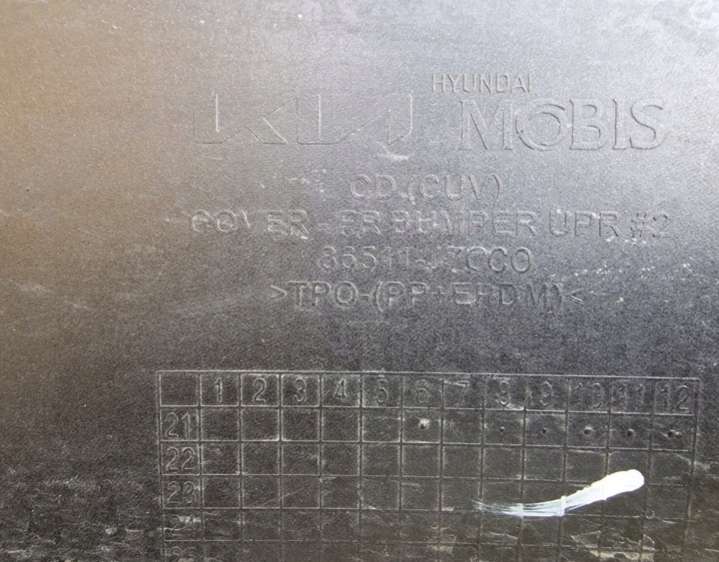 HYUNDAI
KIA MOBIS
CD (CUV)
COVER - FR BUMPER UPR #2
86511-J7CC0
>TPO-(PP+EPDM)<
1 2 3 4 5 6 7 8 9 10 11 12
21
22
23